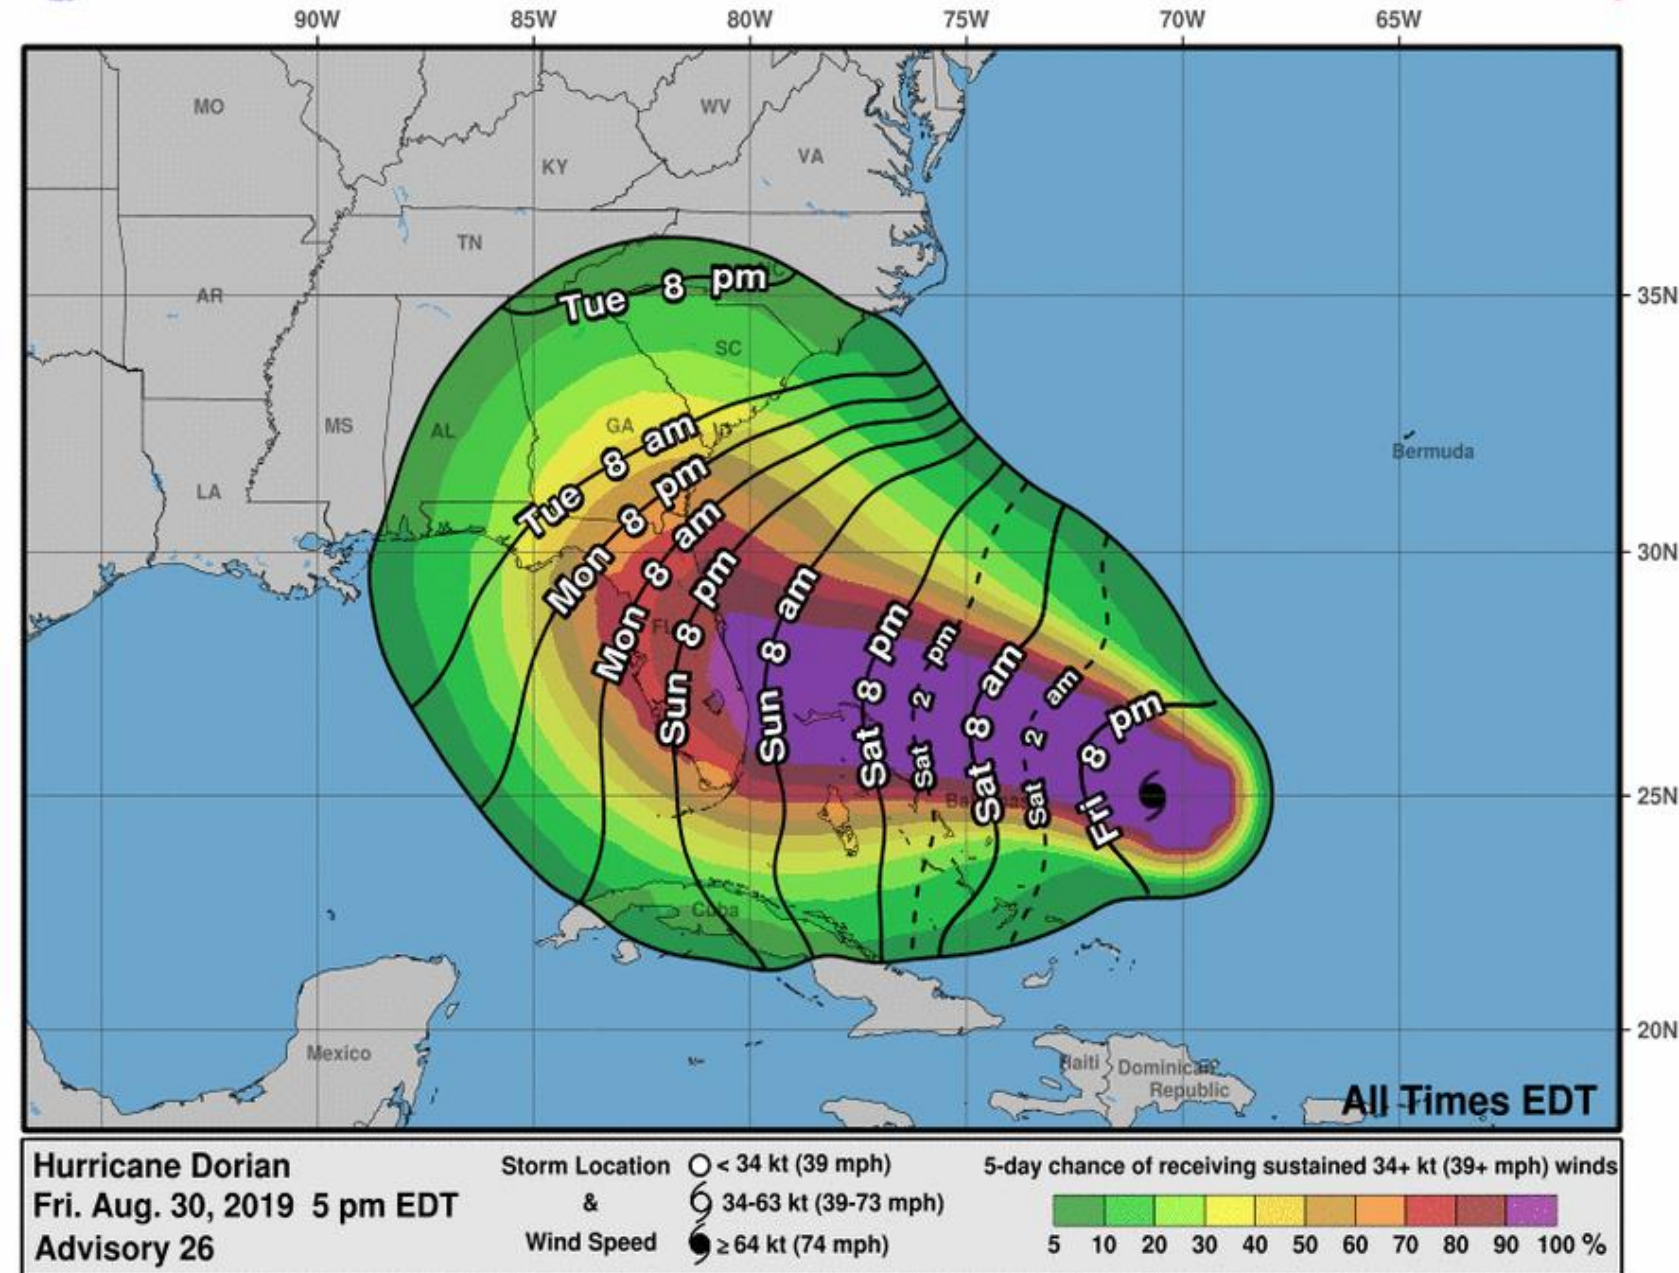 90W 85W 80W 75W 70W 65W
MO WV
KY VA
TN
Tue 8 pm NC
AR 35N
SC
MS AL GA
Tue 8 am
Bermuda
LA
Mon 8 pm
Mon 8 am
30N
Sun 8 pm
Sun 8 am
Sat 8 pm
Sat 2 pm
Sat 8 am
Sat 2 am
Fri 8 pm
FL
Bahamas 25N
Cuba
20N
Mexico
Haiti Dominican
Republic
All Times EDT
Hurricane Dorian
Fri. Aug. 30, 2019 5 pm EDT
Advisory 26
Storm Location
&
Wind Speed
< 34 kt (39 mph)
34-63 kt (39-73 mph)
≥ 64 kt (74 mph)
5-day chance of receiving sustained 34+ kt (39+ mph) winds
5 10 20 30 40 50 60 70 80 90 100 %